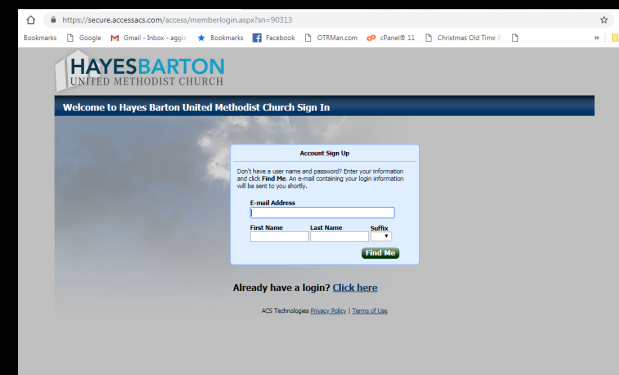 https://secure.accessacs.com/access/memberlogin.aspx?sn=90313
Bookmarks Google Gmail - Inbox - aggie Bookmarks Facebook OTRMan.com cPanel® 11 Christmas Old Time R »
HAYESBARTON
UNITED METHODIST CHURCH
Welcome to Hayes Barton United Methodist Church Sign In
Account Sign Up
Don't have a user name and password? Enter your information
and click Find Me. An e-mail containing your login information
will be sent to you shortly.
E-mail Address
First Name Last Name Suffix
Find Me
Already have a login? Click here
ACS Technologies Privacy Policy | Terms of Use